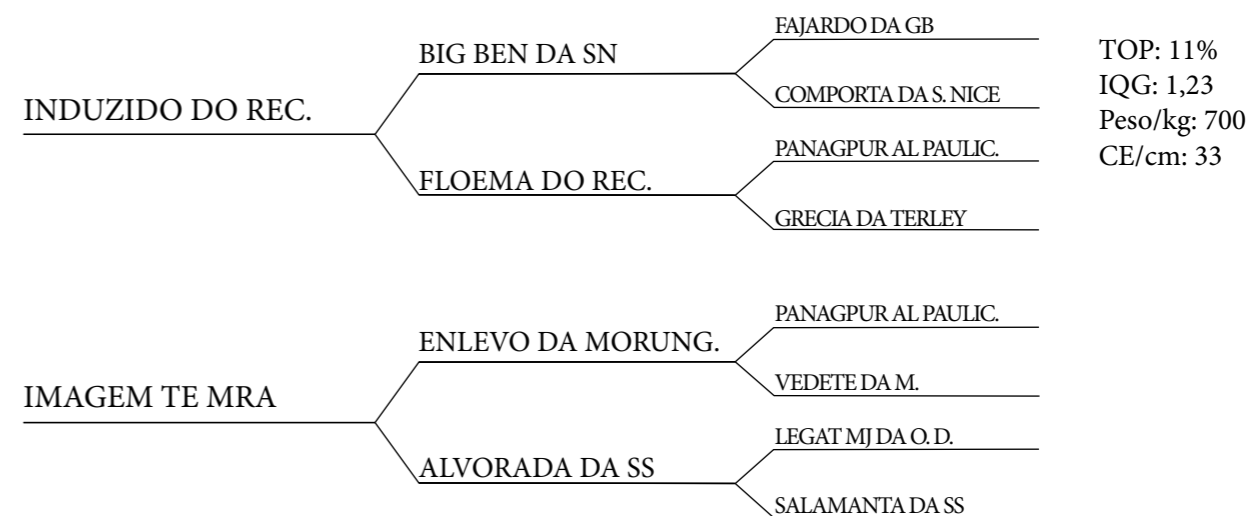 FAJARDO DA GB
BIG BEN DA SN
COMPORTA DA S. NICE
INDUZIDO DO REC.
PANAGPUR AL PAULIC.
FLOEMA DO REC.
GRECIA DA TERLEY
TOP: 11%
IQG: 1,23
Peso/kg: 700
CE/cm: 33
PANAGPUR AL PAULIC.
ENLEVO DA MORUNG.
VEDETE DA M.
IMAGEM TE MRA
LEGAT MJ DA O. D.
ALVORADA DA SS
SALAMANTA DA SS